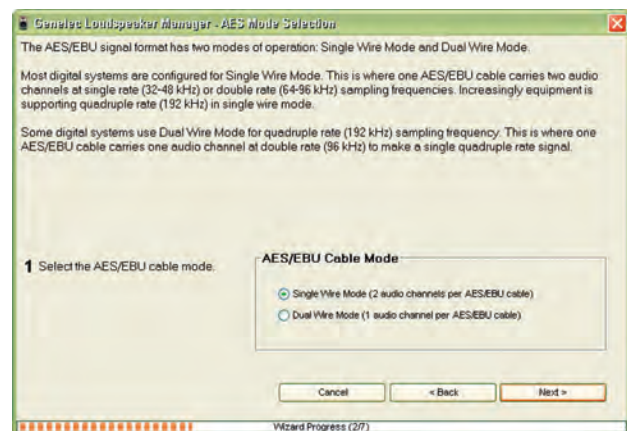 Genelec Loudspeaker Manager - AES Mode Selection
The AES/EBU signal format has two modes of operation: Single Wire Mode and Dual Wire Mode.
Most digital systems are configured for Single Wire Mode. This is where one AES/EBU cable carries two audio
channels at single rate (32-48 kHz) or double rate (64-96 kHz) sampling frequencies. Increasingly equipment is
supporting quadruple rate (192 kHz) in single wire mode.
Some digital systems use Dual Wire Mode for quadruple rate (192 kHz) sampling frequency. This is where one
AES/EBU cable carries one audio channel at double rate (96 kHz) to make a single quadruple rate signal.
AES/EBU Cable Mode
1 Select the AES/EBU cable mode.
Single Wire Mode (2 audio channels per AES/EBU cable)
Dual Wire Mode (1 audio channel per AES/EBU cable)
Cancel < Back Next >
Wizard Progress (2/7)